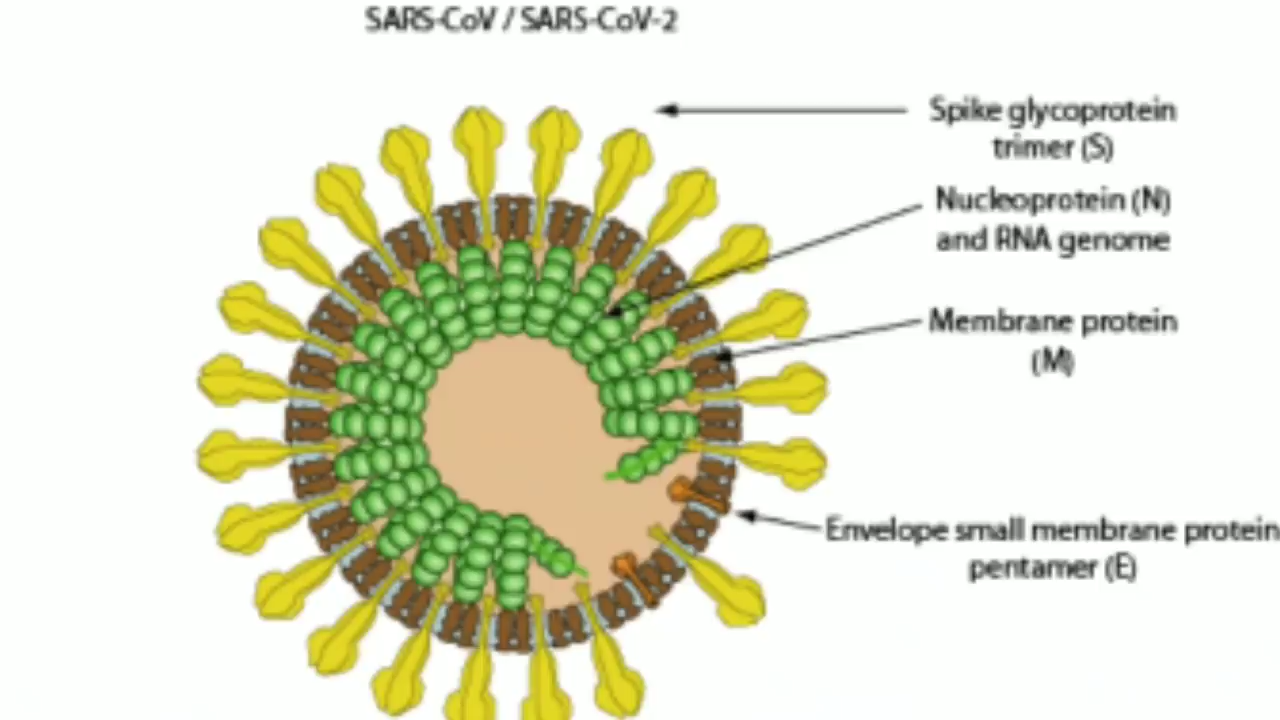 SARS-CoV / SARS-CoV-2
Spike glycoprotein
trimer (S)
Nucleoprotein (N)
and RNA genome
Membrane protein
(M)
Envelope small membrane protein
pentamer (E)